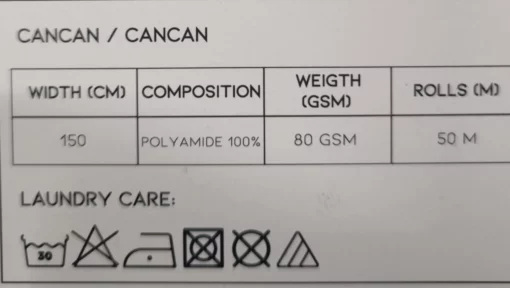 CANCAN / CANCAN
WIDTH (CM) COMPOSITION WEIGTH (GSM) ROLLS (M)
150 POLYAMIDE 100% 80 GSM 50 M
LAUNDRY CARE:
30